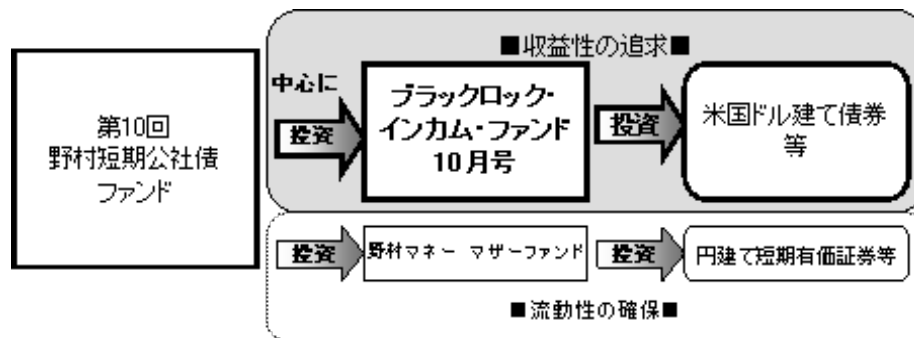 ■収益性の追求■
第10回
野村短期公社債
ファンド
中心に
投資
ブラックロック・
インカム・ファンド
10月号
投資
米国ドル建て債券
等
投資
野村マネー マザーファンド
投資
円建て短期有価証券等
■流動性の確保■